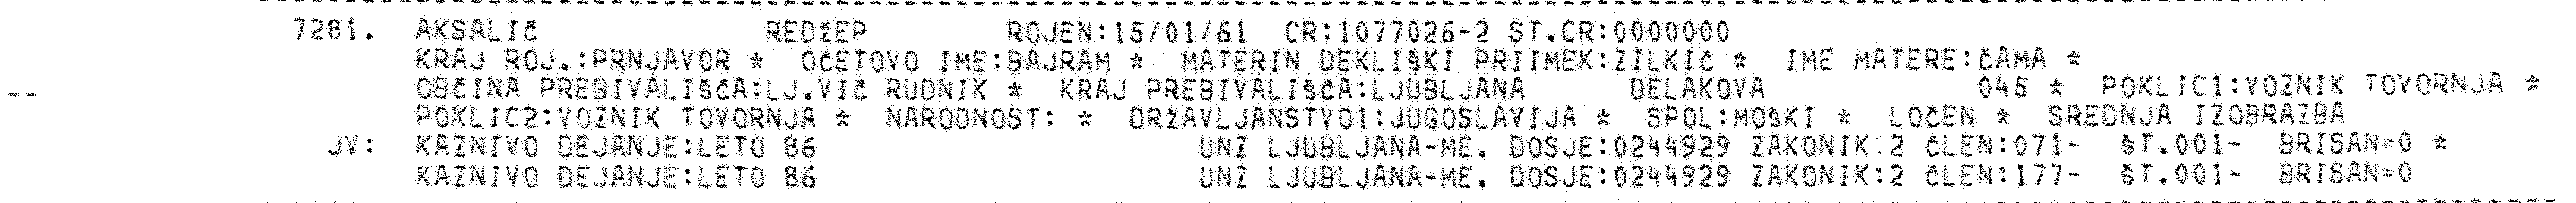 7281. AKSALIČ REDŽEP ROJEN:15/01/61 CR:1077026-2 ST.CR:0000000
KRAJ ROJ.:PRNJAVOR * OČETOVO IME:BAJRAM * MATERIN DEKLIŠKI PRIIMEK:ZILKIČ * IME MATERE:ČAMA *
OBČINA PREBIVALIŠČA:LJ.VIČ RUDNIK * KRAJ PREBIVALIŠČA:LJUBLJANA DELAKOVA 045 * POKLIC1:VOZNIK TOVORNJA *
POKLIC2:VOZNIK TOVORNJA * NARODNOST: * DRŽAVLJANSTVO1:JUGOSLAVIJA * SPOL:MOŠKI * LOČEN * SREDNJA IZOBRAZBA
JV: KAZNIVO DEJANJE:LETO 86 UNZ LJUBLJANA-ME. DOSJE:0244929 ZAKONIK:2 ČLEN:071- ŠT.001- BRISAN=0 *
KAZNIVO DEJANJE:LETO 86 UNZ LJUBLJANA-ME. DOSJE:0244929 ZAKONIK:2 ČLEN:177- ŠT.001- BRISAN=0